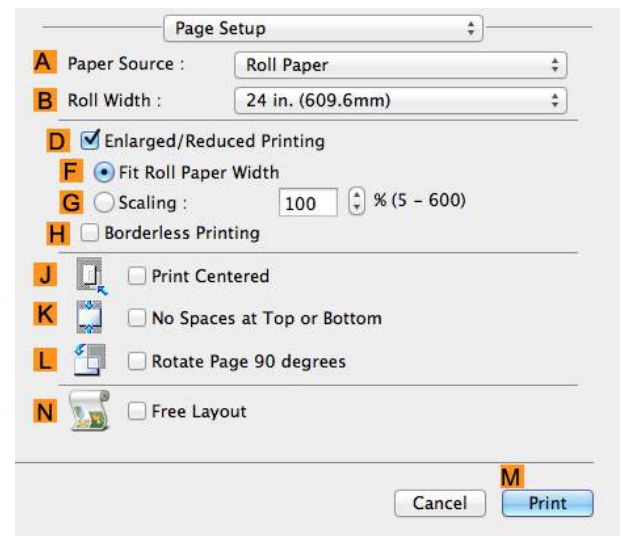 Page Setup
A Paper Source : Roll Paper
B Roll Width : 24 in. (609.6mm)
D Enlarged/Reduced Printing
F Fit Roll Paper Width
G Scaling : 100 % (5 - 600)
H Borderless Printing
J Print Centered
K No Spaces at Top or Bottom
L Rotate Page 90 degrees
N Free Layout
M
Cancel Print